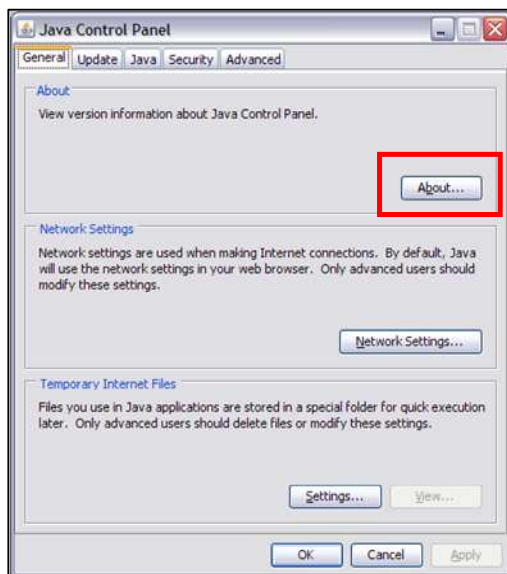 Java Control Panel
General Update Java Security Advanced
About
View version information about Java Control Panel.
About...
Network Settings
Network settings are used when making Internet connections. By default, Java
will use the network settings in your web browser. Only advanced users should
modify these settings.
Network Settings...
Temporary Internet Files
Files you use in Java applications are stored in a special folder for quick execution
later. Only advanced users should delete files or modify these settings.
Settings... View...
OK Cancel Apply